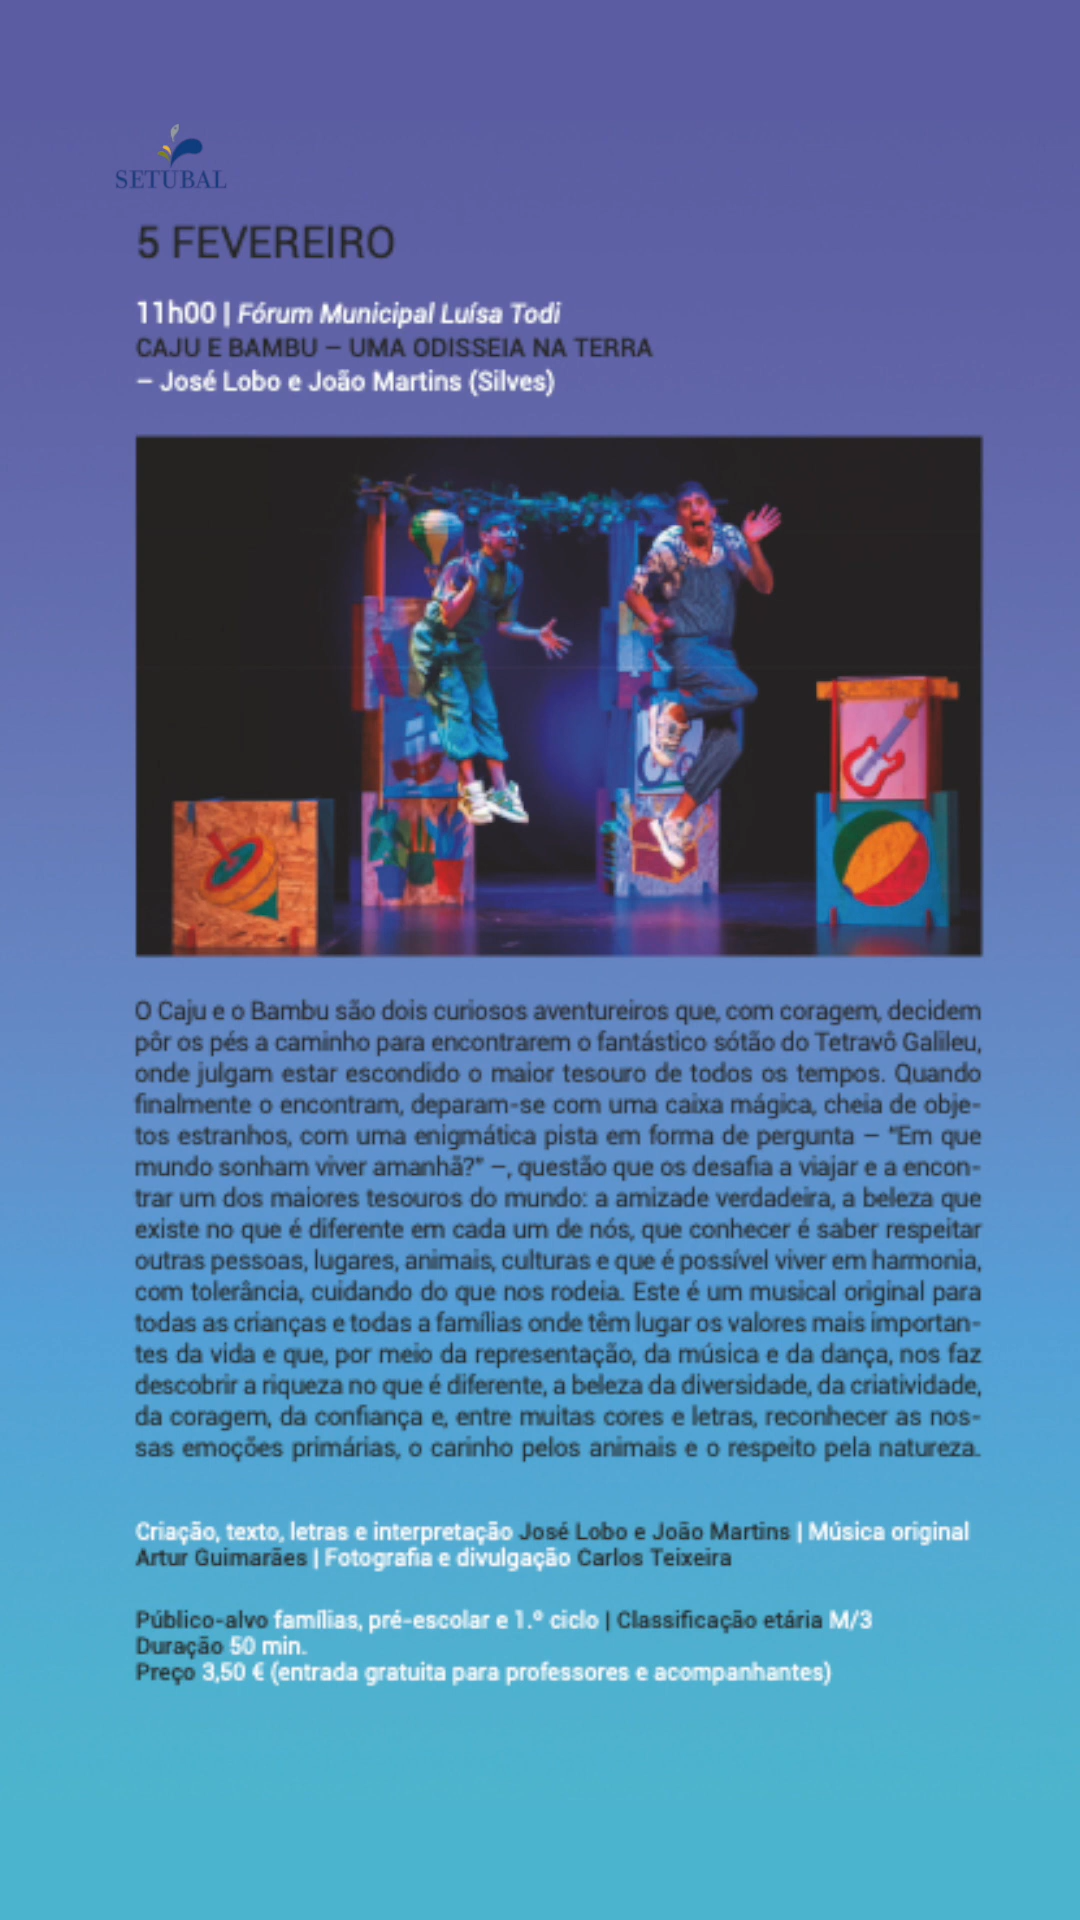 SETÚBAL
5 FEVEREIRO
11h00 | Fórum Municipal Luísa Todi
CAJU E BAMBU – UMA ODISSEIA NA TERRA
– José Lobo e João Martins (Silves)
O Caju e o Bambu são dois curiosos aventureiros que, com coragem, decidem
pôr os pés a caminho para encontrarem o fantástico sótão do Tetravô Galileu,
onde julgam estar escondido o maior tesouro de todos os tempos. Quando
finalmente o encontram, deparam-se com uma caixa mágica, cheia de obje-
tos estranhos, com uma enigmática pista em forma de pergunta – "Em que
mundo sonham viver amanhã?" –, questão que os desafia a viajar e a encon-
trar um dos maiores tesouros do mundo: a amizade verdadeira, a beleza que
existe no que é diferente em cada um de nós, que conhecer é saber respeitar
outras pessoas, lugares, animais, culturas e que é possível viver em harmonia,
com tolerância, cuidando do que nos rodeia. Este é um musical original para
todas as crianças e todas a famílias onde têm lugar os valores mais importan-
tes da vida e que, por meio da representação, da música e da dança, nos faz
descobrir a riqueza no que é diferente, a beleza da diversidade, da criatividade,
da coragem, da confiança e, entre muitas cores e letras, reconhecer as nos-
sas emoções primárias, o carinho pelos animais e o respeito pela natureza.
Criação, texto, letras e interpretação José Lobo e João Martins | Música original
Artur Guimarães | Fotografia e divulgação Carlos Teixeira
Público-alvo famílias, pré-escolar e 1.º ciclo | Classificação etária M/3
Duração 50 min.
Preço 3,50 € (entrada gratuita para professores e acompanhantes)